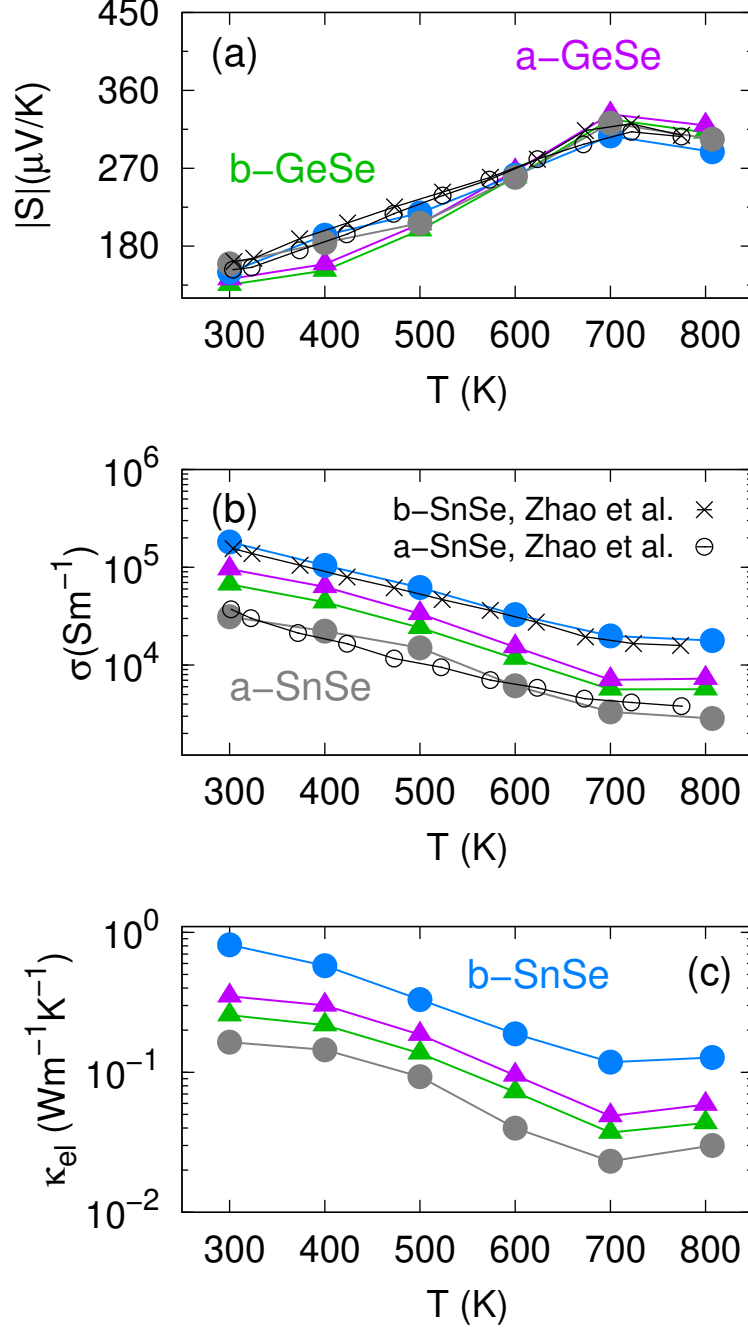 450
(a)
a−GeSe
360
|S|(μV/K)
270
b−GeSe
180
300 400 500 600 700 800
T (K)
10^6
(b)
b−SnSe, Zhao et al.
a−SnSe, Zhao et al.
10^5
σ(Sm^−1)
10^4
a−SnSe
300 400 500 600 700 800
T (K)
10^0
b−SnSe (c)
κ_el (Wm^−1K^−1)
10^−1
10^−2
300 400 500 600 700 800
T (K)